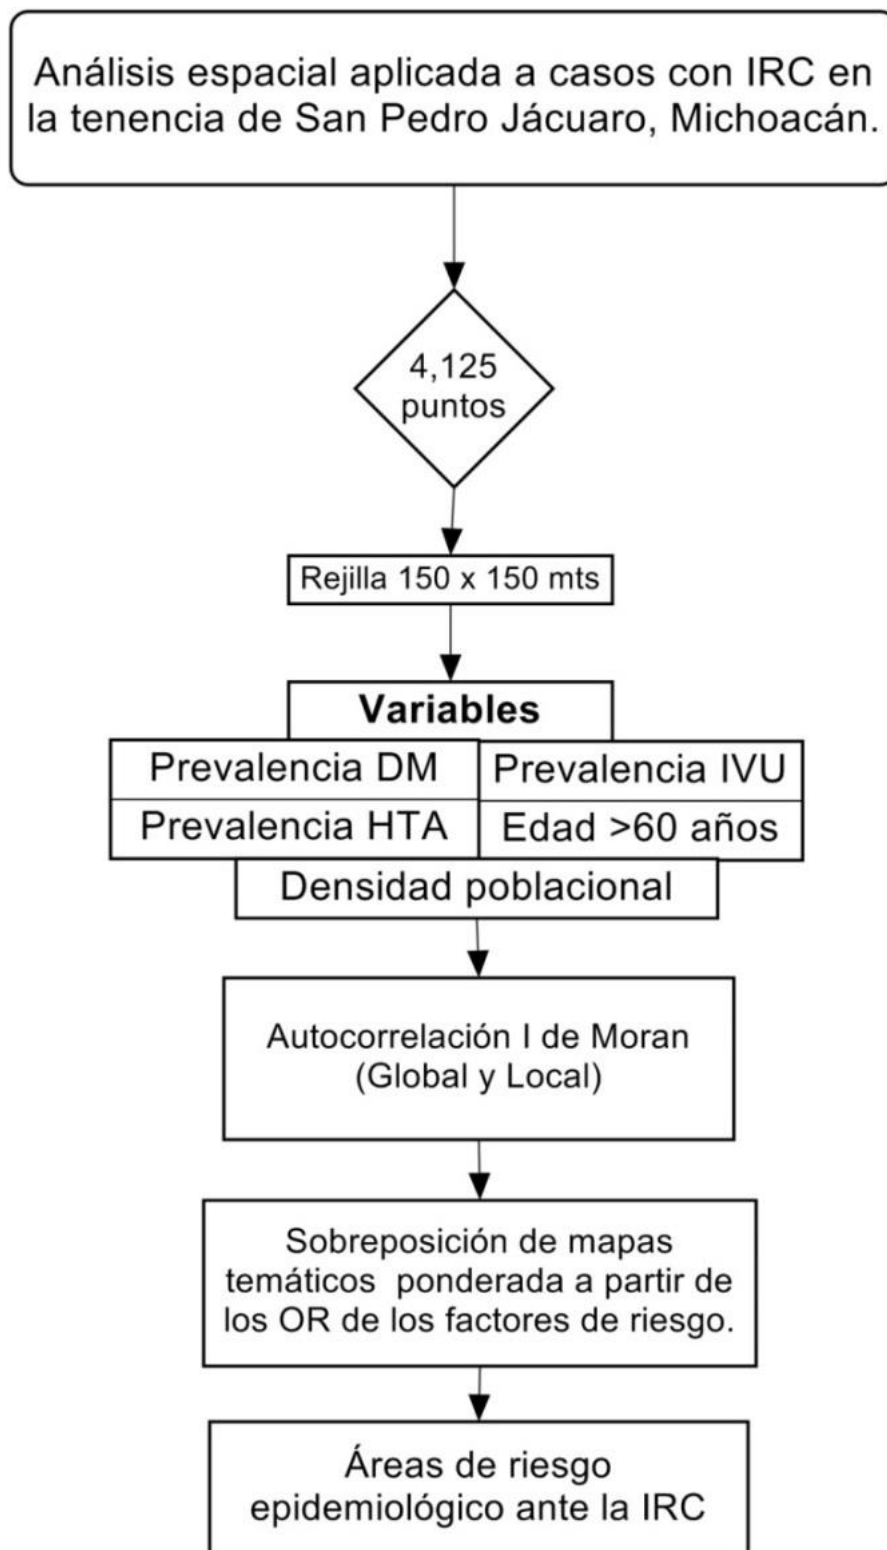 Análisis espacial aplicada a casos con IRC en
la tenencia de San Pedro Jácuaro, Michoacán.
4,125
puntos
Rejilla 150 x 150 mts
Variables
Prevalencia DM
Prevalencia IVU
Prevalencia HTA
Edad >60 años
Densidad poblacional
Autocorrelación I de Moran
(Global y Local)
Sobreposición de mapas
temáticos ponderada a partir de
los OR de los factores de riesgo.
Áreas de riesgo
epidemiológico ante la IRC